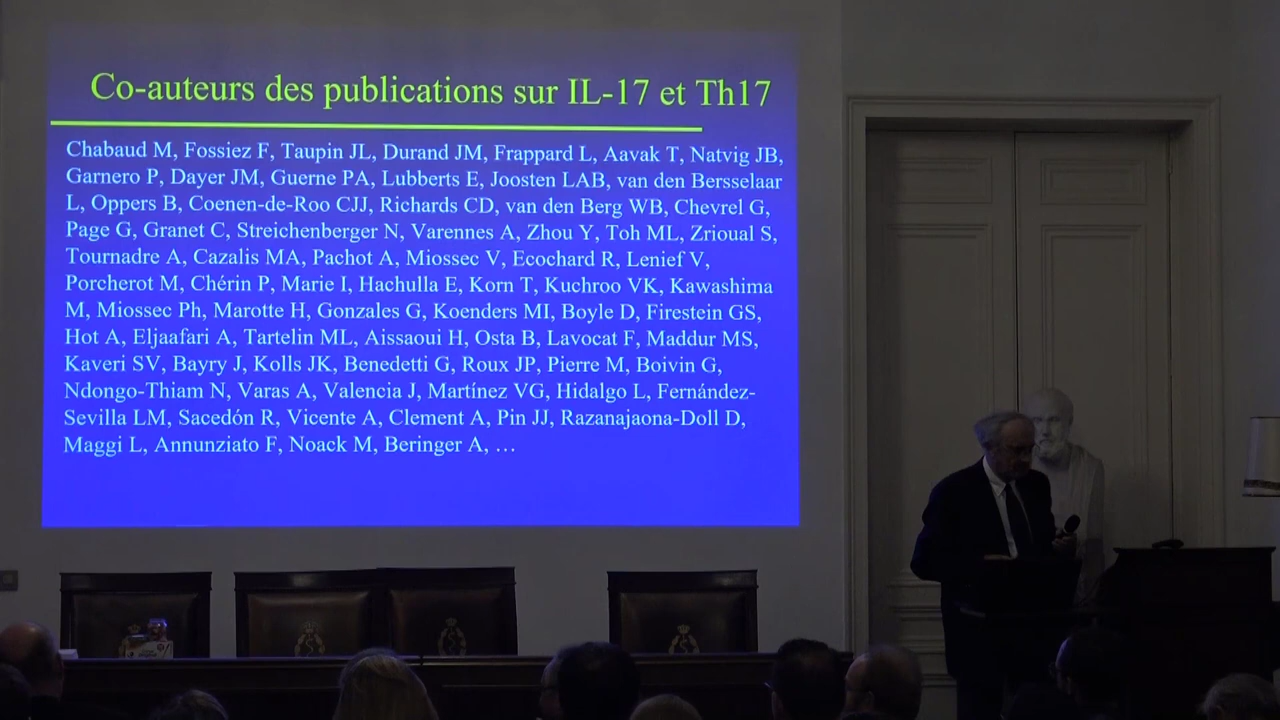 Co-auteurs des publications sur IL-17 et Th17
Chabaud M, Fossiez F, Taupin JL, Durand JM, Frappard L, Aavak T, Natvig JB,
Garnero P, Dayer JM, Guerne PA, Lubberts E, Joosten LAB, van den Bersselaar
L, Oppers B, Coenen-de-Roo CJJ, Richards CD, van den Berg WB, Chevrel G,
Page G, Granet C, Streichenberger N, Varennes A, Zhou Y, Toh ML, Zrioual S,
Tournadre A, Cazalis MA, Pachot A, Miossec V, Ecochard R, Lenief V,
Porcherot M, Chérin P, Marie I, Hachulla E, Korn T, Kuchroo VK, Kawashima
M, Miossec Ph, Marotte H, Gonzales G, Koenders MI, Boyle D, Firestein GS,
Hot A, Eljaafari A, Tartelin ML, Aissaoui H, Osta B, Lavocat F, Maddur MS,
Kaveri SV, Bayry J, Kolls JK, Benedetti G, Roux JP, Pierre M, Boivin G,
Ndongo-Thiam N, Varas A, Valencia J, Martínez VG, Hidalgo L, Fernández-
Sevilla LM, Sacedón R, Vicente A, Clement A, Pin JJ, Razanajaona-Doll D,
Maggi L, Annunziato F, Noack M, Beringer A, …